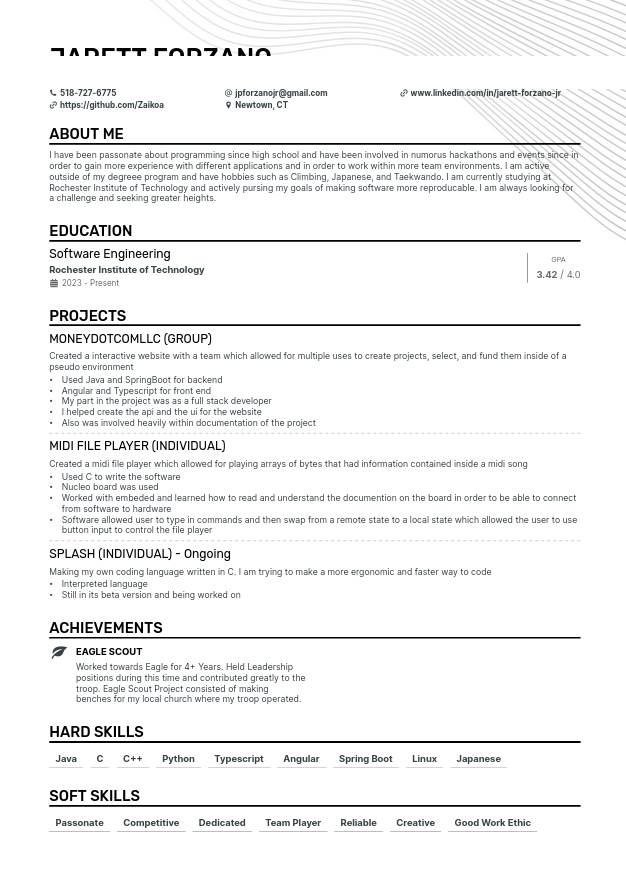 JARETT FORZANO
518-727-6775 jpforzanojr@gmail.com www.linkedin.com/in/jarett-forzano-jr
https://github.com/Zaikoa Newtown, CT
ABOUT ME
I have been passonate about programming since high school and have been involved in numorus hackathons and events since in
order to gain more experience with different applications and in order to work within more team environments. I am active
outside of my degreee program and have hobbies such as Climbing, Japanese, and Taekwando. I am currently studying at
Rochester Institute of Technology and actively pursing my goals of making software more reproducable. I am always looking for
a challenge and seeking greater heights.
EDUCATION
Software Engineering
Rochester Institute of Technology
2023 - Present
GPA
3.42 / 4.0
PROJECTS
MONEYDOTCOMLLC (GROUP)
Created a interactive website with a team which allowed for multiple uses to create projects, select, and fund them inside of a
pseudo environment
• Used Java and SpringBoot for backend
• Angular and Typescript for front end
• My part in the project was as a full stack developer
• I helped create the api and the ui for the website
• Also was involved heavily within documentation of the project
MIDI FILE PLAYER (INDIVIDUAL)
Created a midi file player which allowed for playing arrays of bytes that had information contained inside a midi song
• Used C to write the software
• Nucleo board was used
• Worked with embeded and learned how to read and understand the documention on the board in order to be able to connect
from software to hardware
• Software allowed user to type in commands and then swap from a remote state to a local state which allowed the user to use
button input to control the file player
SPLASH (INDIVIDUAL) - Ongoing
Making my own coding language written in C. I am trying to make a more ergonomic and faster way to code
• Interpreted language
• Still in its beta version and being worked on
ACHIEVEMENTS
EAGLE SCOUT
Worked towards Eagle for 4+ Years. Held Leadership
positions during this time and contributed greatly to the
troop. Eagle Scout Project consisted of making
benches for my local church where my troop operated.
HARD SKILLS
Java C C++ Python Typescript Angular Spring Boot Linux Japanese
SOFT SKILLS
Passonate Competitive Dedicated Team Player Reliable Creative Good Work Ethic